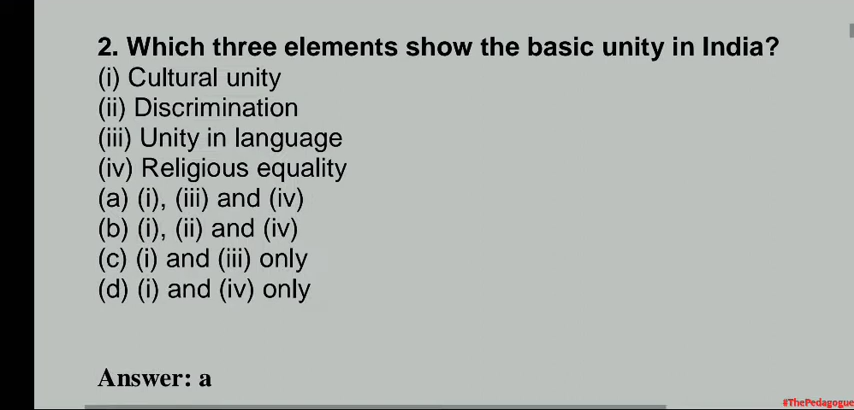 2. Which three elements show the basic unity in India?
(i) Cultural unity
(ii) Discrimination
(iii) Unity in language
(iv) Religious equality
(a) (i), (iii) and (iv)
(b) (i), (ii) and (iv)
(c) (i) and (iii) only
(d) (i) and (iv) only
Answer: a
#ThePedagogue